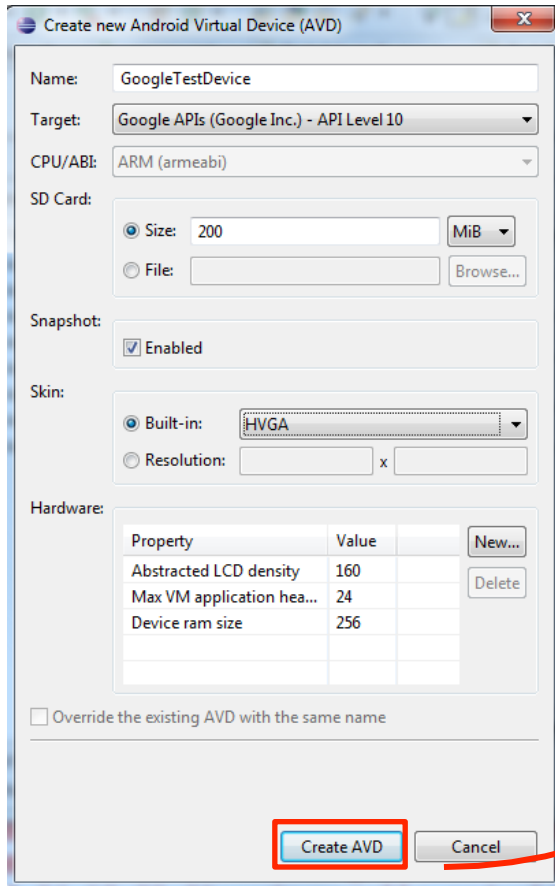 Create new Android Virtual Device (AVD)
Name: GoogleTestDevice
Target: Google APIs (Google Inc.) - API Level 10
CPU/ABI: ARM (armeabi)
SD Card:
Size: 200 MiB
File: Browse...
Snapshot:
Enabled
Skin:
Built-in: HVGA
Resolution: x
Hardware:
Property Value New...
Abstracted LCD density 160
Delete
Max VM application hea... 24
Device ram size 256
Override the existing AVD with the same name
Create AVD Cancel